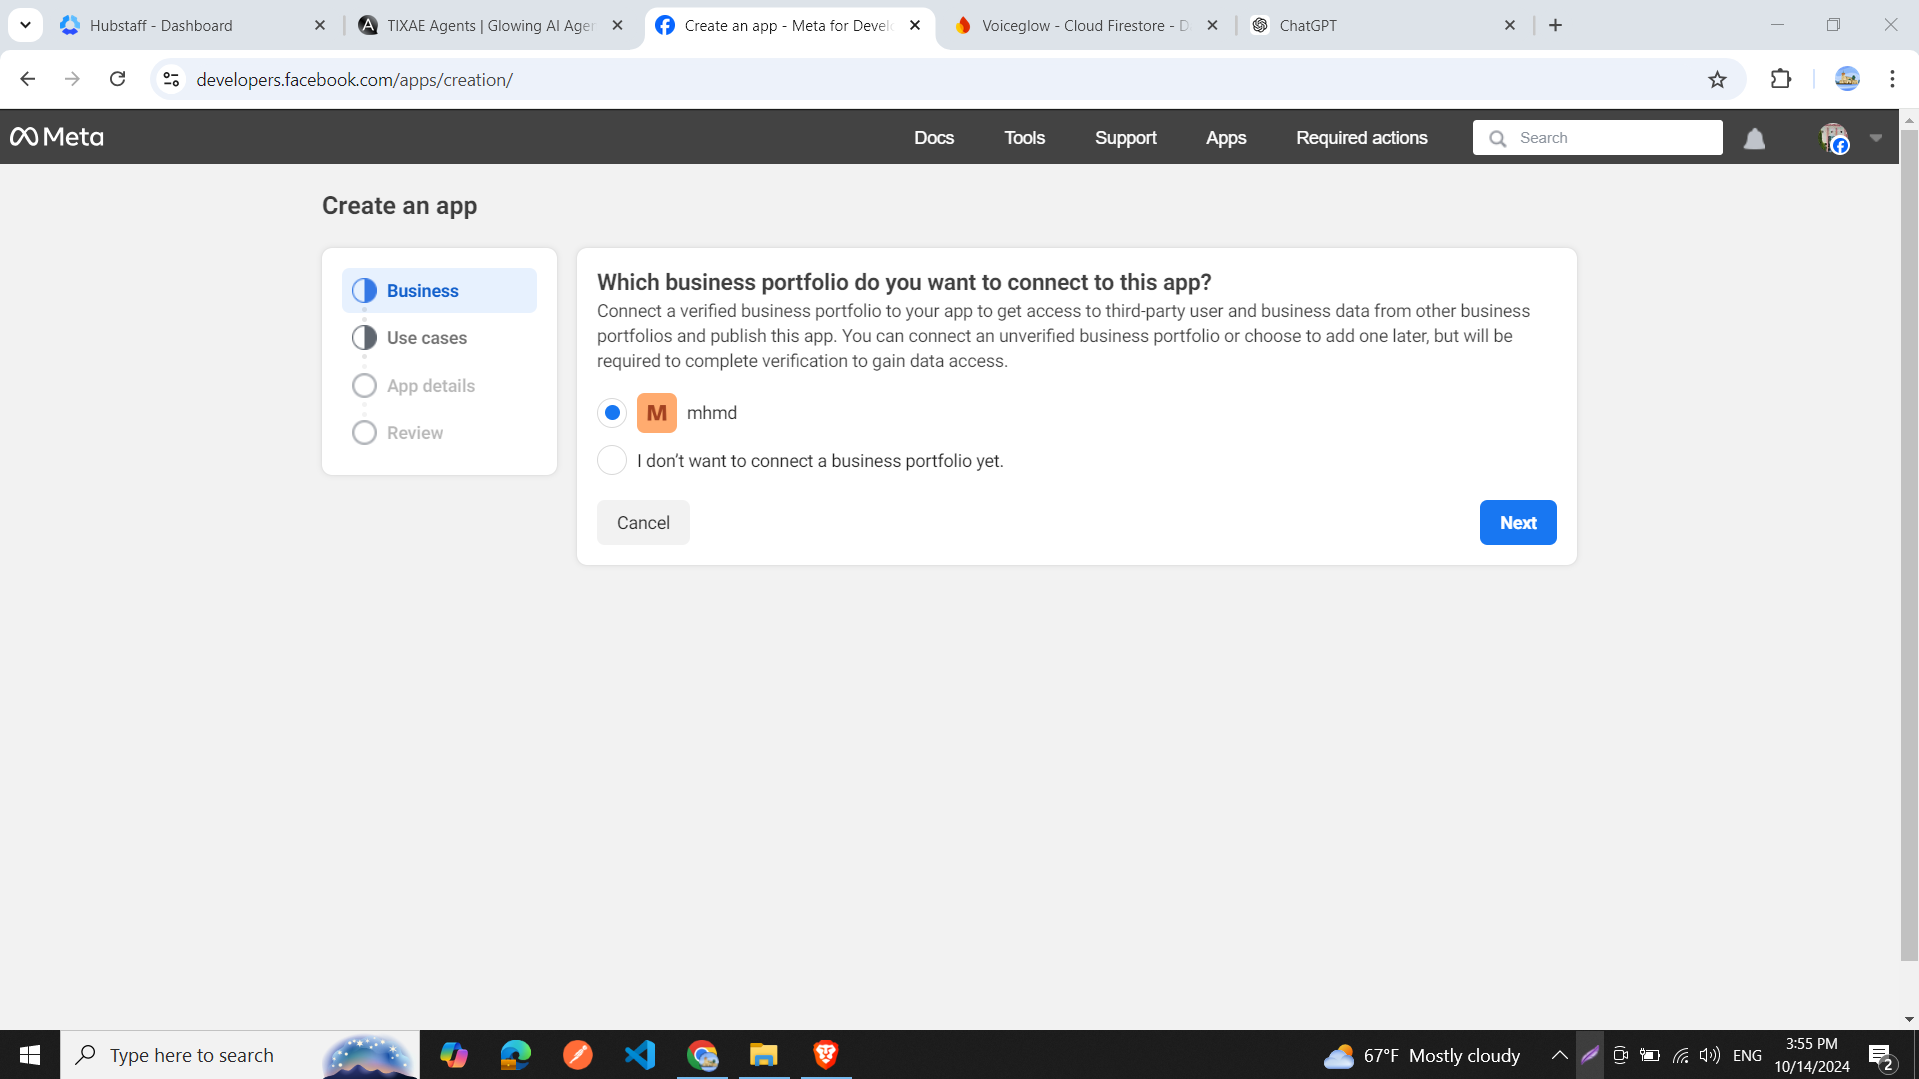 Hubstaff - Dashboard
TIXAE Agents | Glowing AI Agen
Create an app - Meta for Develo
Voiceglow - Cloud Firestore - D
ChatGPT
developers.facebook.com/apps/creation/
Meta
Docs
Tools
Support
Apps
Required actions
Search
Create an app
Business
Use cases
App details
Review
Which business portfolio do you want to connect to this app?
Connect a verified business portfolio to your app to get access to third-party user and business data from other business
portfolios and publish this app. You can connect an unverified business portfolio or choose to add one later, but will be
required to complete verification to gain data access.
M mhmd
I don’t want to connect a business portfolio yet.
Cancel
Next
Type here to search
67°F Mostly cloudy
ENG
3:55 PM
10/14/2024
2